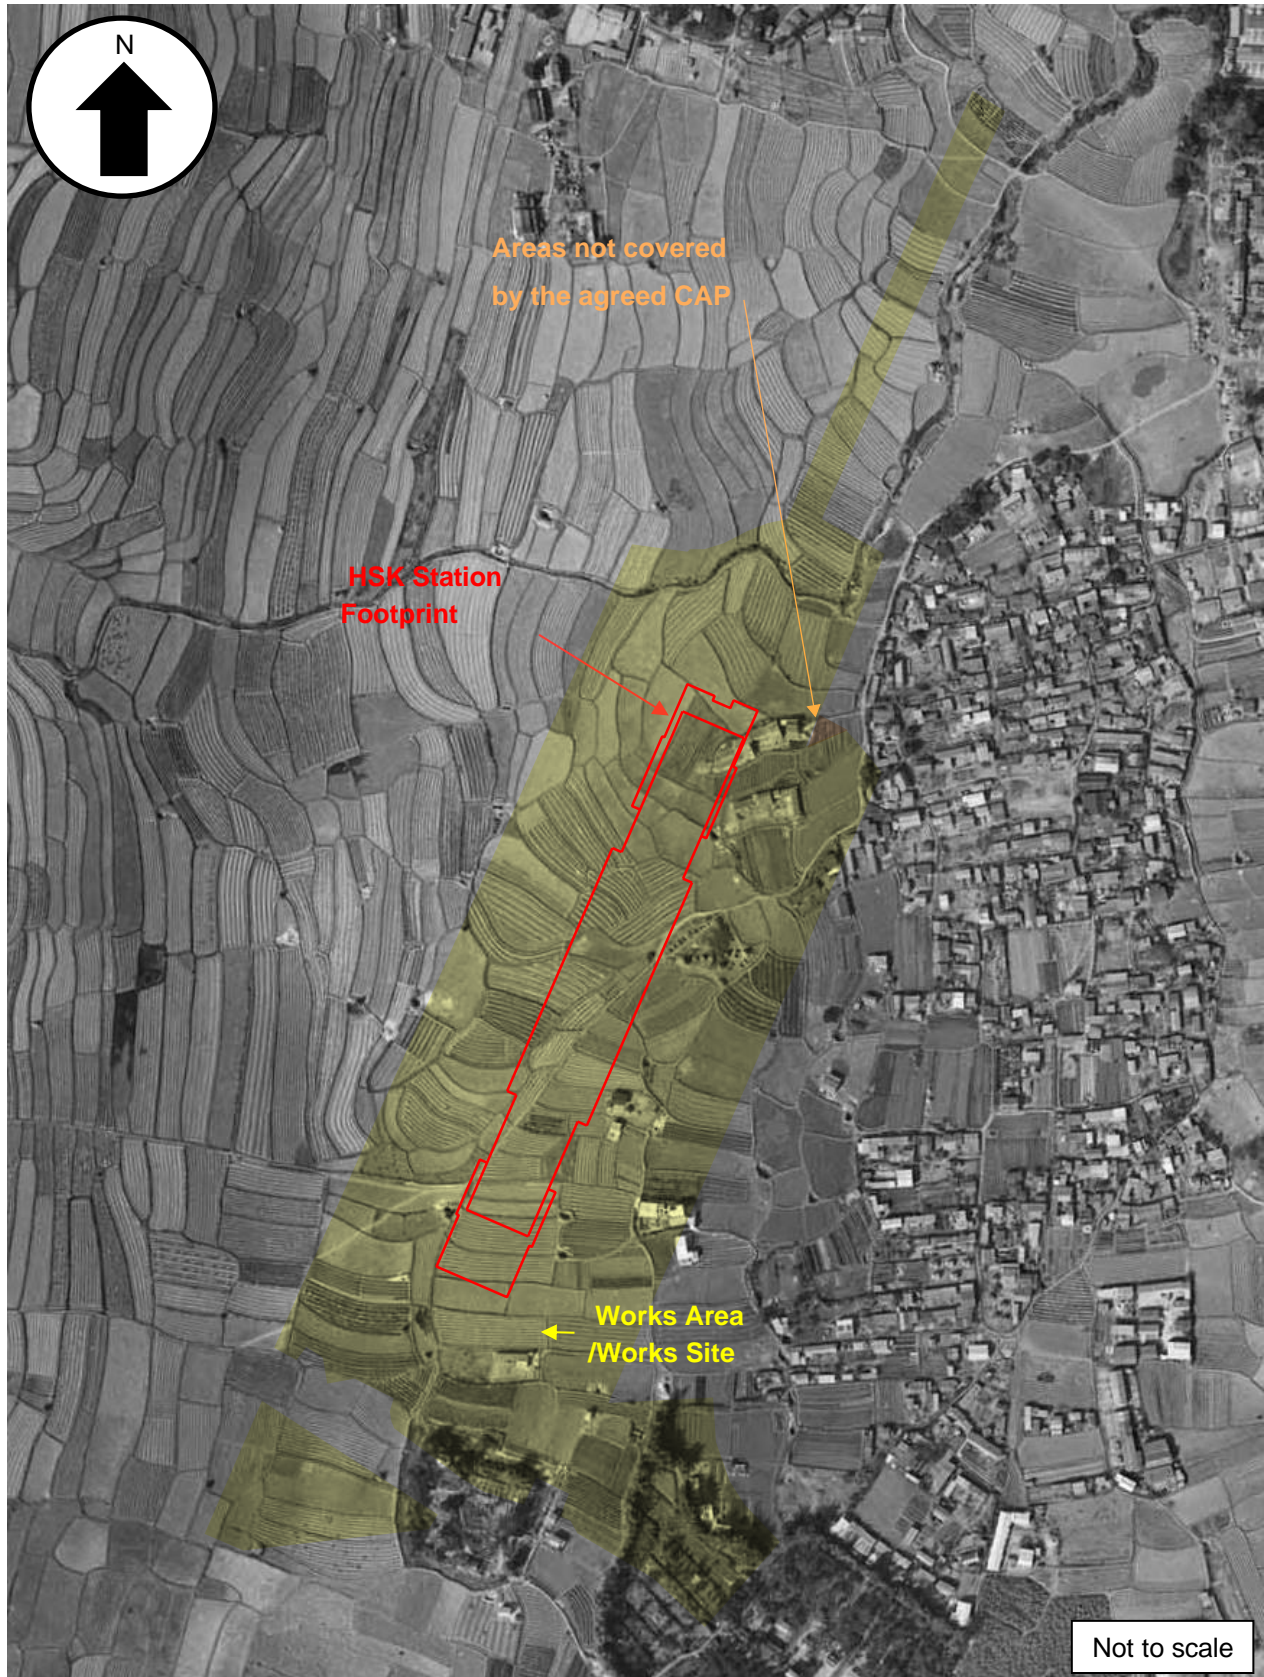 N
Areas not covered
by the agreed CAP
HSK Station
Footprint
Works Area
/Works Site
Not to scale